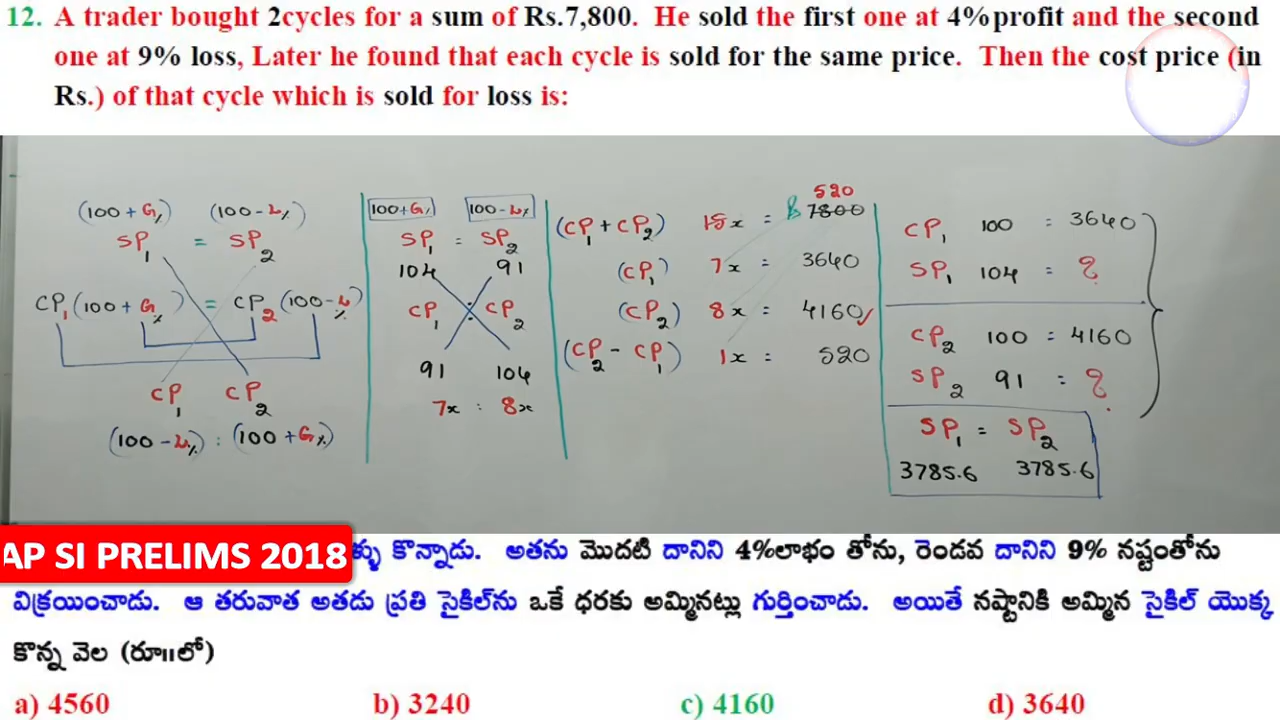 12. A trader bought 2cycles for a sum of Rs.7,800. He sold the first one at 4%profit and the second
one at 9% loss, Later he found that each cycle is sold for the same price. Then the cost price (in
Rs.) of that cycle which is sold for loss is:
(100 + G%) (100 - L%)
SP1 = SP2
CP1(100 + G%) = CP2(100 - L%)
CP1 CP2
(100 - L%) : (100 + G%)
100+G% 100-L%
SP1 : SP2
104 91
CP1 : CP2
91 104
7x : 8x
520
(CP1 + CP2) 15x = 7800
(CP1) 7x = 3640
(CP2) 8x = 4160
(CP2 - CP1) 1x = 520
CP1 100 = 3640
SP1 104 = ?
CP2 100 = 4160
SP2 91 = ?
SP1 = SP2
3785.6 3785.6
AP SI PRELIMS 2018 కొన్నాడు. అతను మొదటి దానిని 4%లాభం తోను, రెండవ దానిని 9% నష్టంతోను
విక్రయించాడు. ఆ తరువాత అతడు ప్రతి సైకిల్‌ను ఒకే ధరకు అమ్మినట్లు గుర్తించాడు. అయితే నష్టానికి అమ్మిన సైకిల్ యొక్క
కొన్న వెల (రూ॥లో)
a) 4560 b) 3240 c) 4160 d) 3640